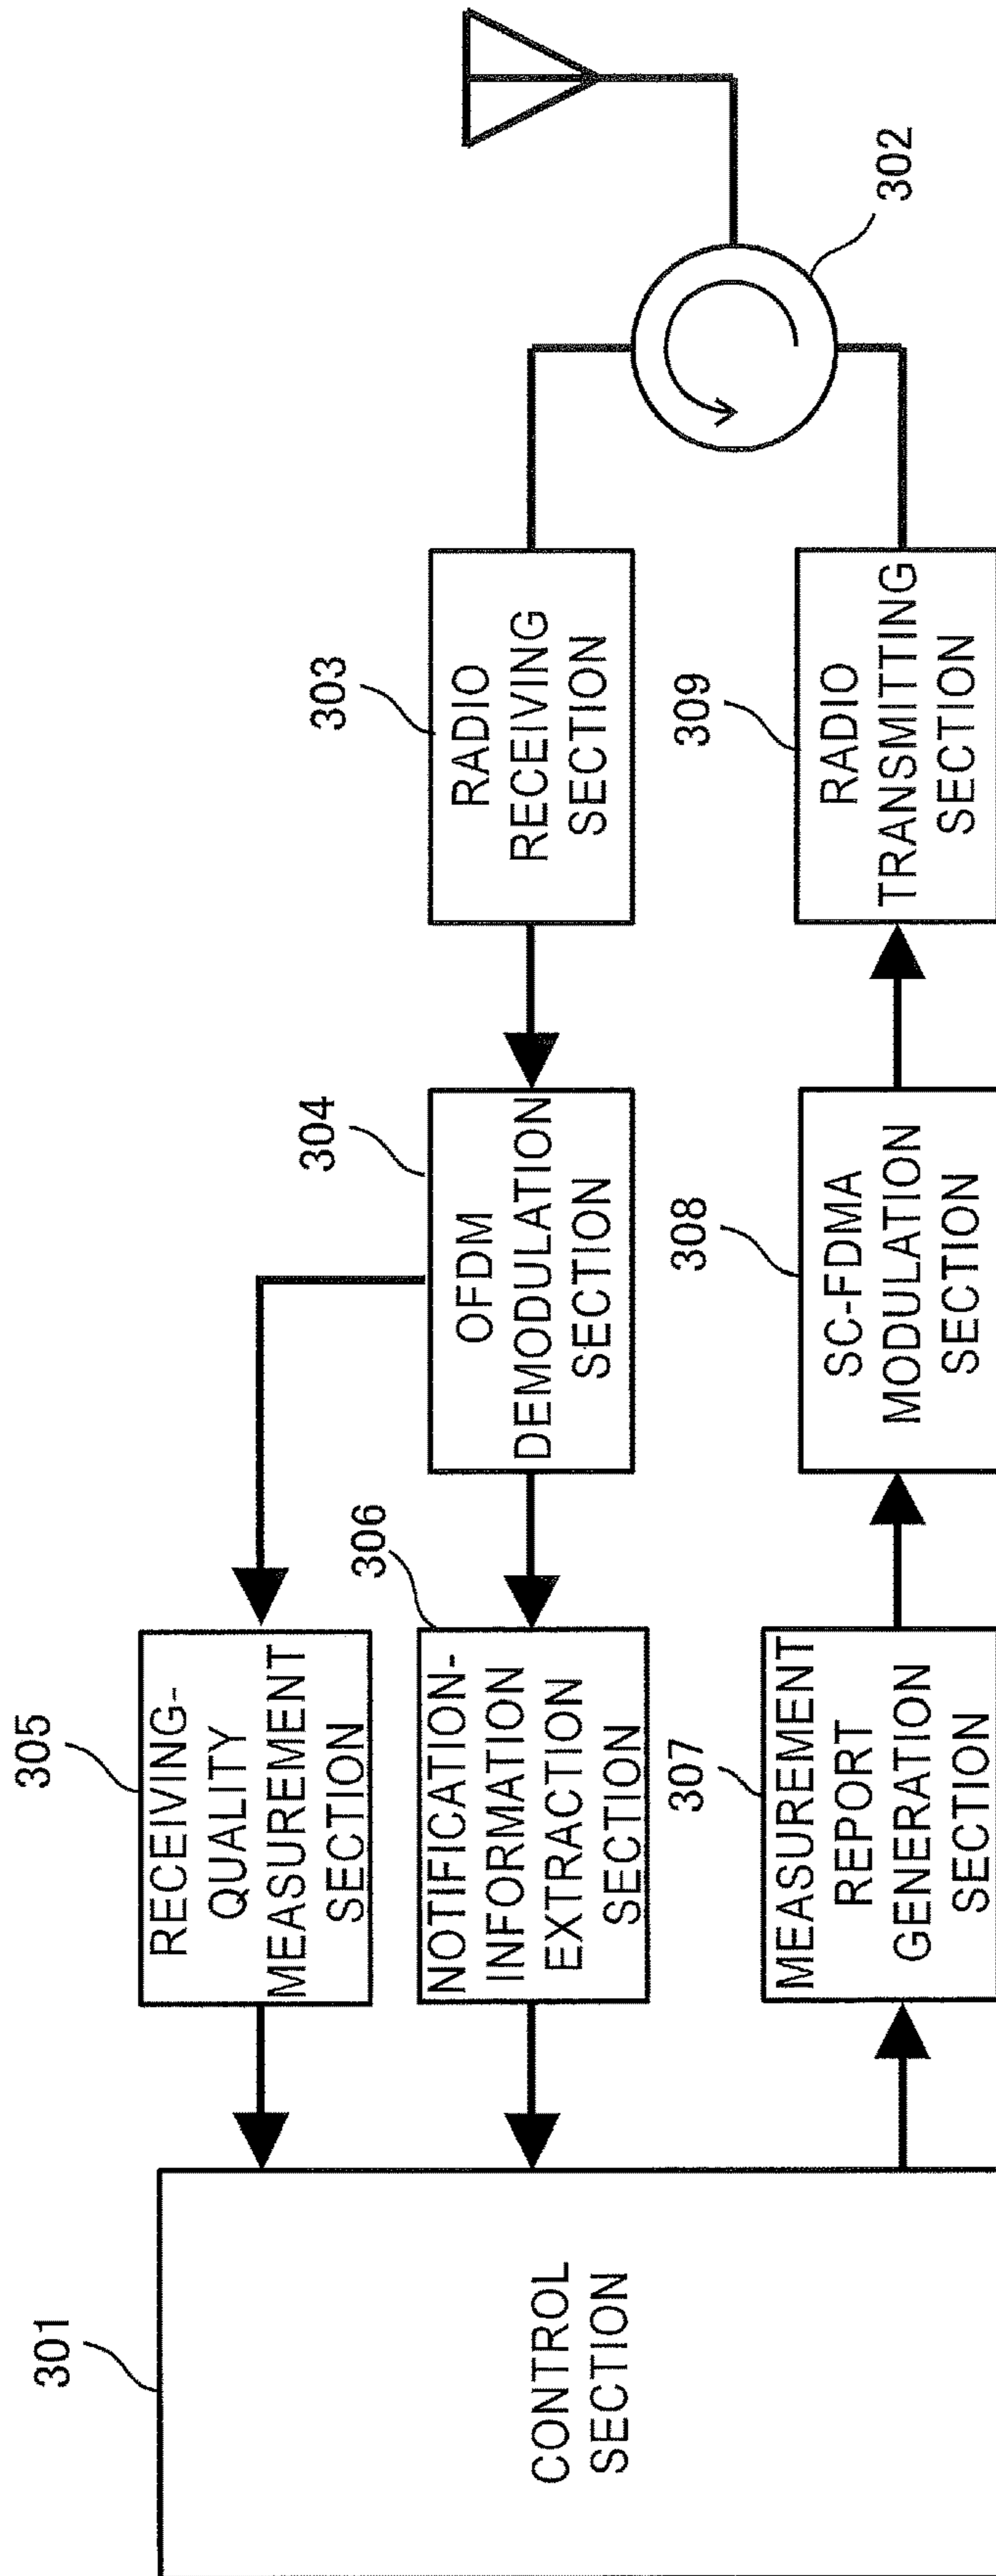 301
CONTROL
SECTION
305
RECEIVING-
QUALITY
MEASUREMENT
SECTION
306
NOTIFICATION-
INFORMATION
EXTRACTION
SECTION
307
MEASUREMENT
REPORT
GENERATION
SECTION
304
OFDM
DEMODULATION
SECTION
308
SC-FDMA
MODULATION
SECTION
303
RADIO
RECEIVING
SECTION
309
RADIO
TRANSMITTING
SECTION
302